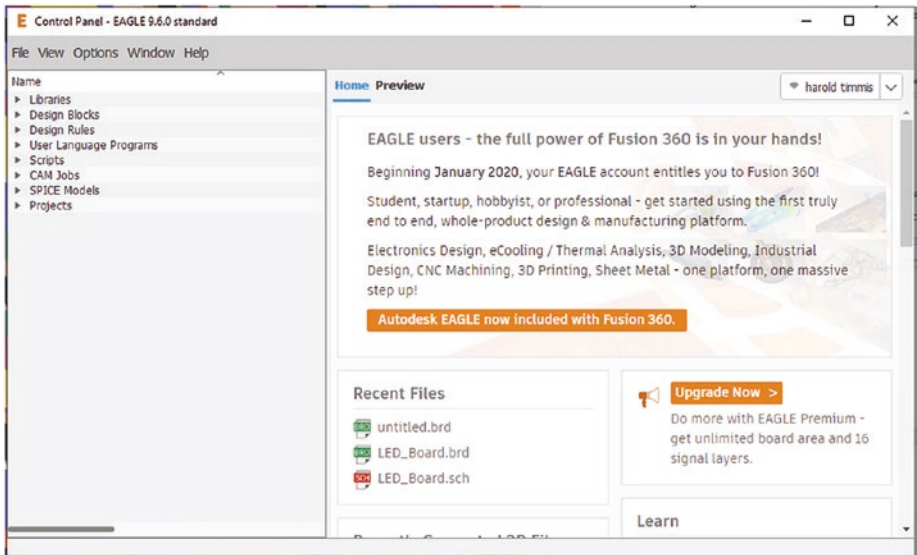 E Control Panel - EAGLE 9.6.0 standard
File View Options Window Help
Name
Libraries
Design Blocks
Design Rules
User Language Programs
Scripts
CAM Jobs
SPICE Models
Projects
Home Preview
harold timmis
EAGLE users - the full power of Fusion 360 is in your hands!
Beginning January 2020, your EAGLE account entitles you to Fusion 360!
Student, startup, hobbyist, or professional - get started using the first truly
end to end, whole-product design & manufacturing platform.
Electronics Design, eCooling / Thermal Analysis, 3D Modeling, Industrial
Design, CNC Machining, 3D Printing, Sheet Metal - one platform, one massive
step up!
Autodesk EAGLE now included with Fusion 360.
Recent Files
BRD untitled.brd
BRD LED_Board.brd
SCH LED_Board.sch
Upgrade Now >
Do more with EAGLE Premium -
get unlimited board area and 16
signal layers.
Learn